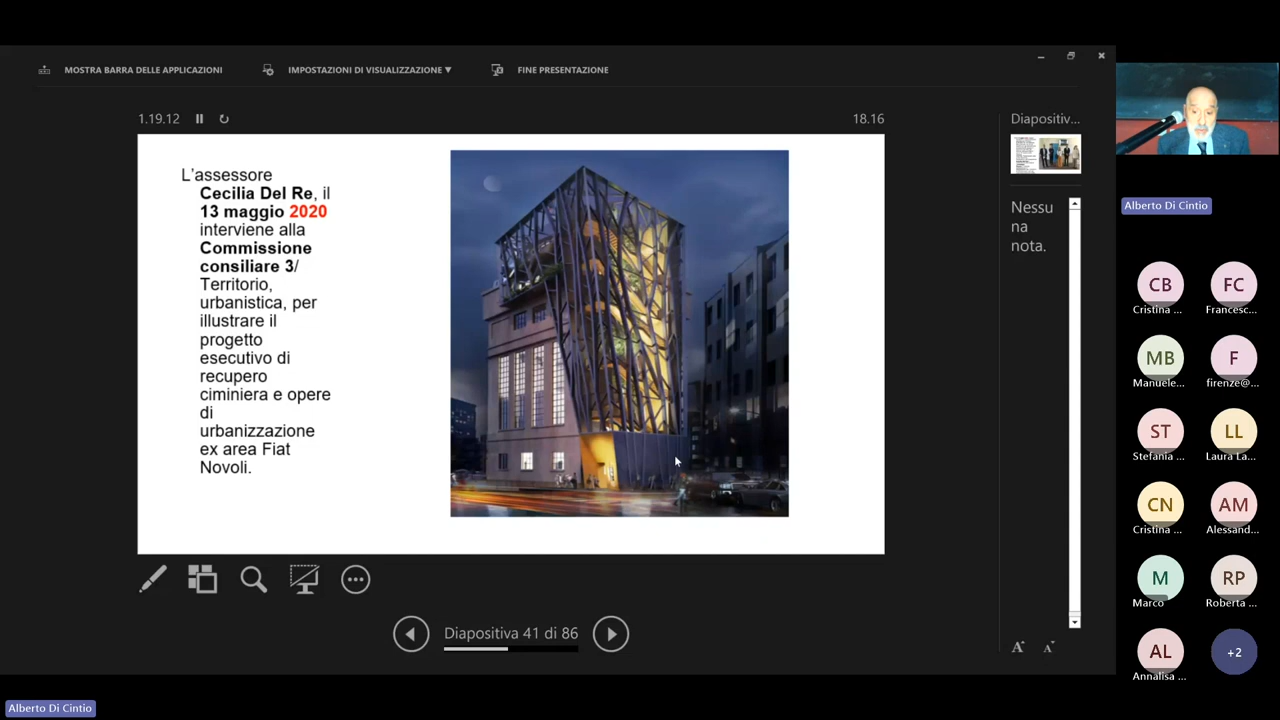 MOSTRA BARRA DELLE APPLICAZIONI
IMPOSTAZIONI DI VISUALIZZAZIONE ▼
FINE PRESENTAZIONE
1.19.12
18.16
L'assessore
Cecilia Del Re, il
13 maggio 2020
interviene alla
Commissione
consiliare 3/
Territorio,
urbanistica, per
illustrare il
progetto
esecutivo di
recupero
ciminiera e opere
di
urbanizzazione
ex area Fiat
Novoli.
Diapositiva 41 di 86
Diapositiv...
Nessu
na
nota.
A A
Alberto Di Cintio
CB FC
Cristina ... Francesc...
MB F
Manuele... firenze@...
ST LL
Stefania ... Laura La...
CN AM
Cristina ... Alessand...
M RP
Marco Roberta ...
AL +2
Annalisa ...
Alberto Di Cintio